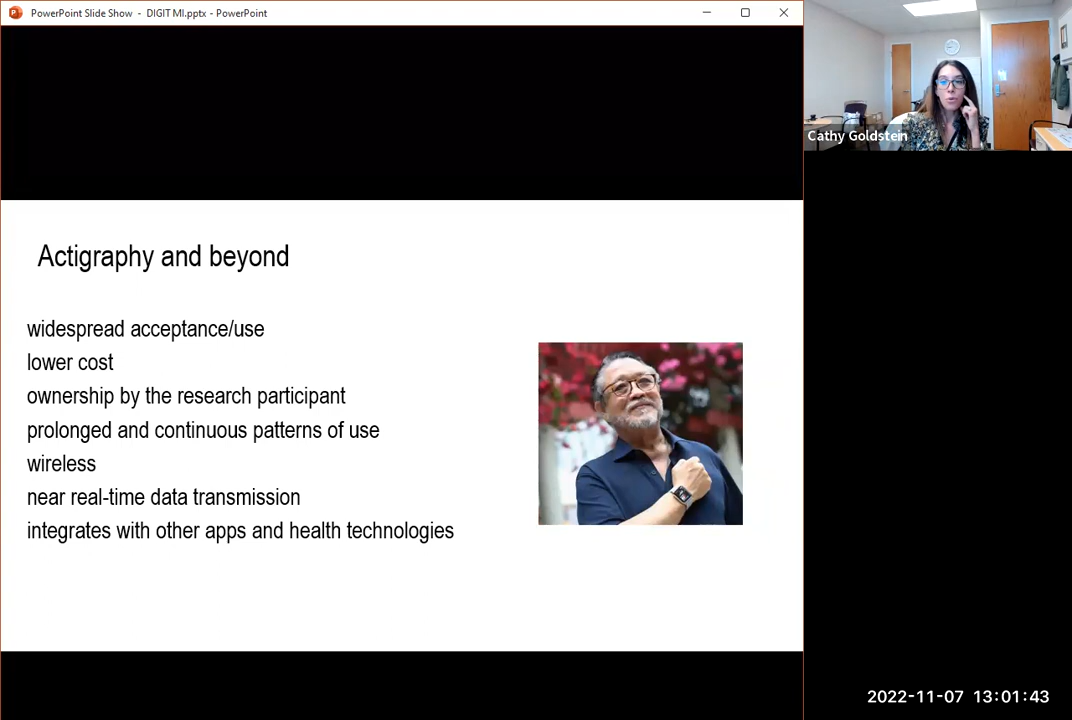 PowerPoint Slide Show - DIGIT MI.pptx - PowerPoint
Cathy Goldstein
Actigraphy and beyond
widespread acceptance/use
lower cost
ownership by the research participant
prolonged and continuous patterns of use
wireless
near real-time data transmission
integrates with other apps and health technologies
2022-11-07 13:01:43